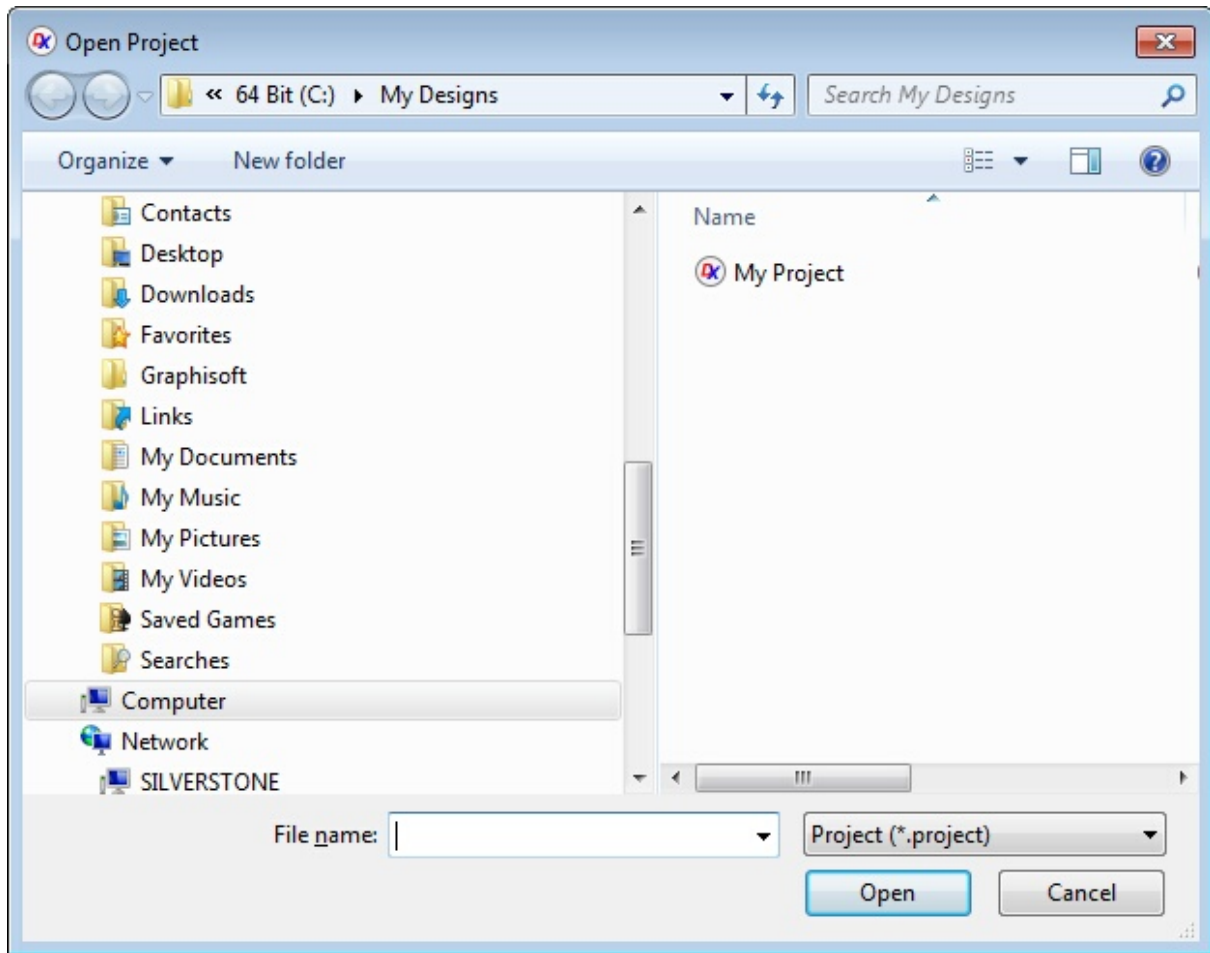 Open Project
« 64 Bit (C:) ▸ My Designs
Search My Designs
Organize
New folder
Contacts
Desktop
Downloads
Favorites
Graphisoft
Links
My Documents
My Music
My Pictures
My Videos
Saved Games
Searches
Computer
Network
SILVERSTONE
Name
My Project
File name:
Project (*.project)
Open
Cancel